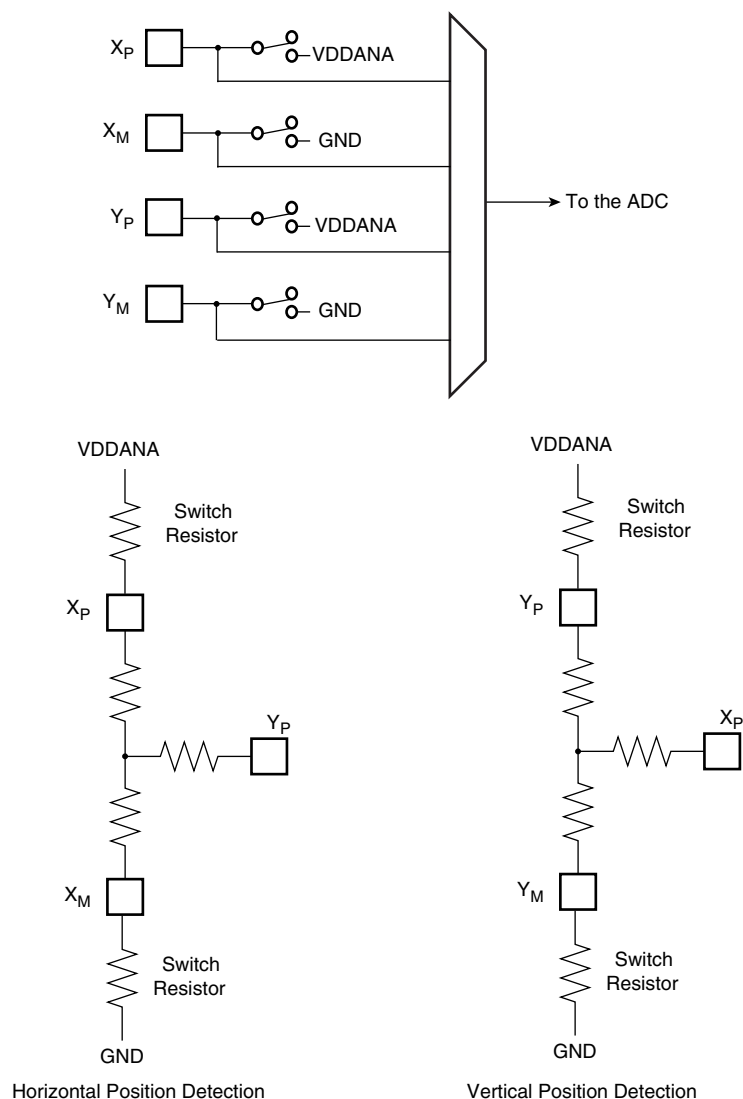 XP
VDDANA
XM
GND
YP
VDDANA
To the ADC
YM
GND
VDDANA
Switch
Resistor
XP
YP
XM
Switch
Resistor
GND
Horizontal Position Detection
VDDANA
Switch
Resistor
YP
XP
YM
Switch
Resistor
GND
Vertical Position Detection